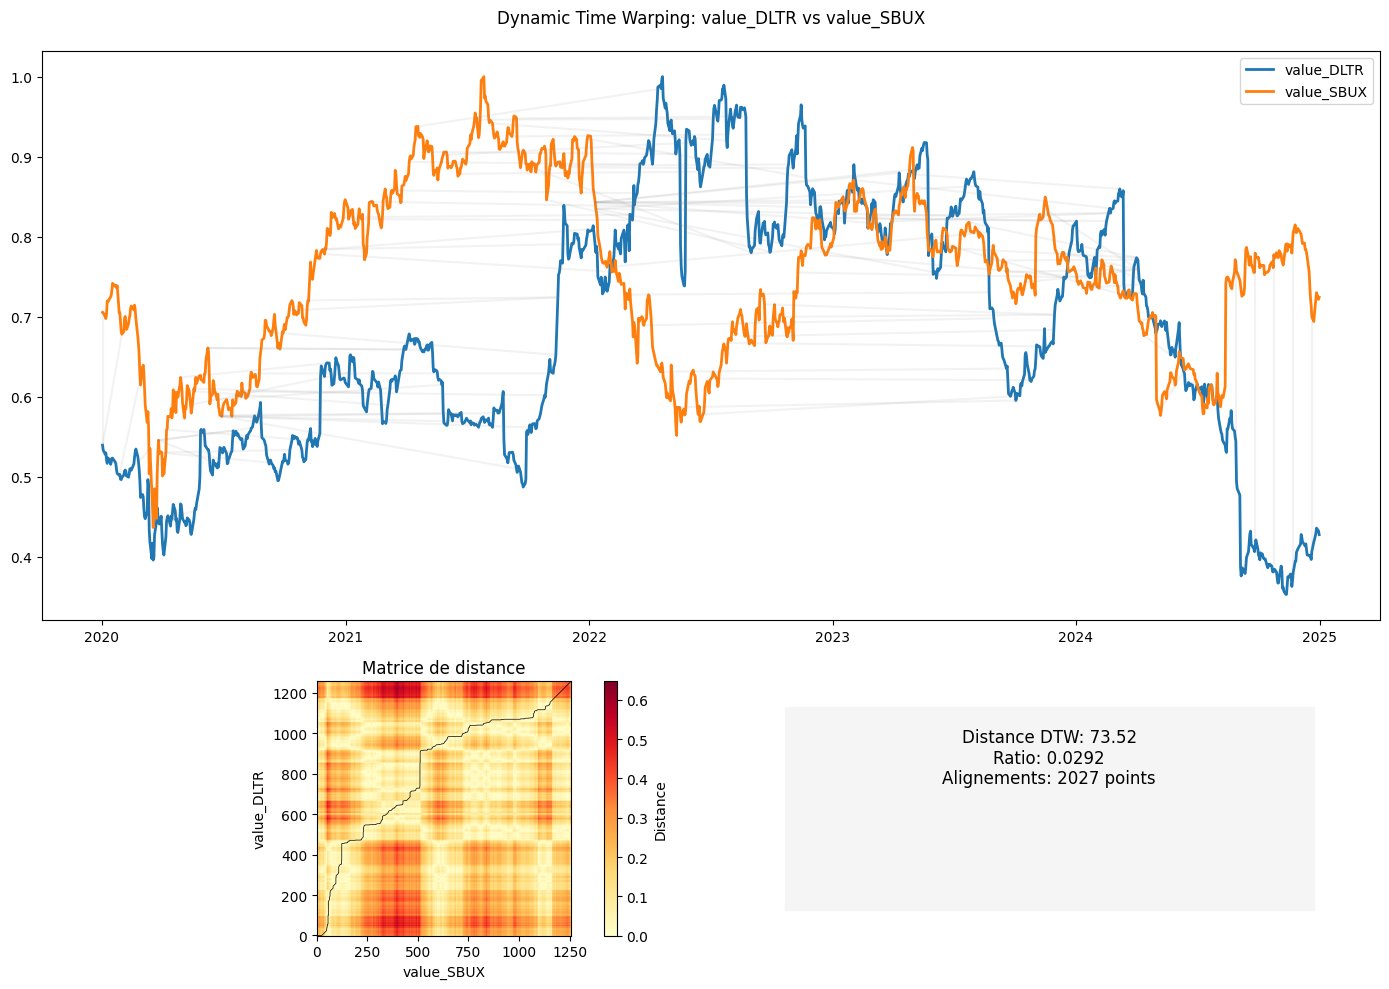 Dynamic Time Warping: value_DLTR vs value_SBUX
value_DLTR
value_SBUX
1.0
0.9
0.8
0.7
0.6
0.5
0.4
2020 2021 2022 2023 2024 2025
Matrice de distance
value_DLTR
1200
1000
800
600
400
200
0
0 250 500 750 1000 1250
value_SBUX
0.6
0.5
0.4
0.3
0.2
0.1
0.0
Distance
Distance DTW: 73.52
Ratio: 0.0292
Alignements: 2027 points